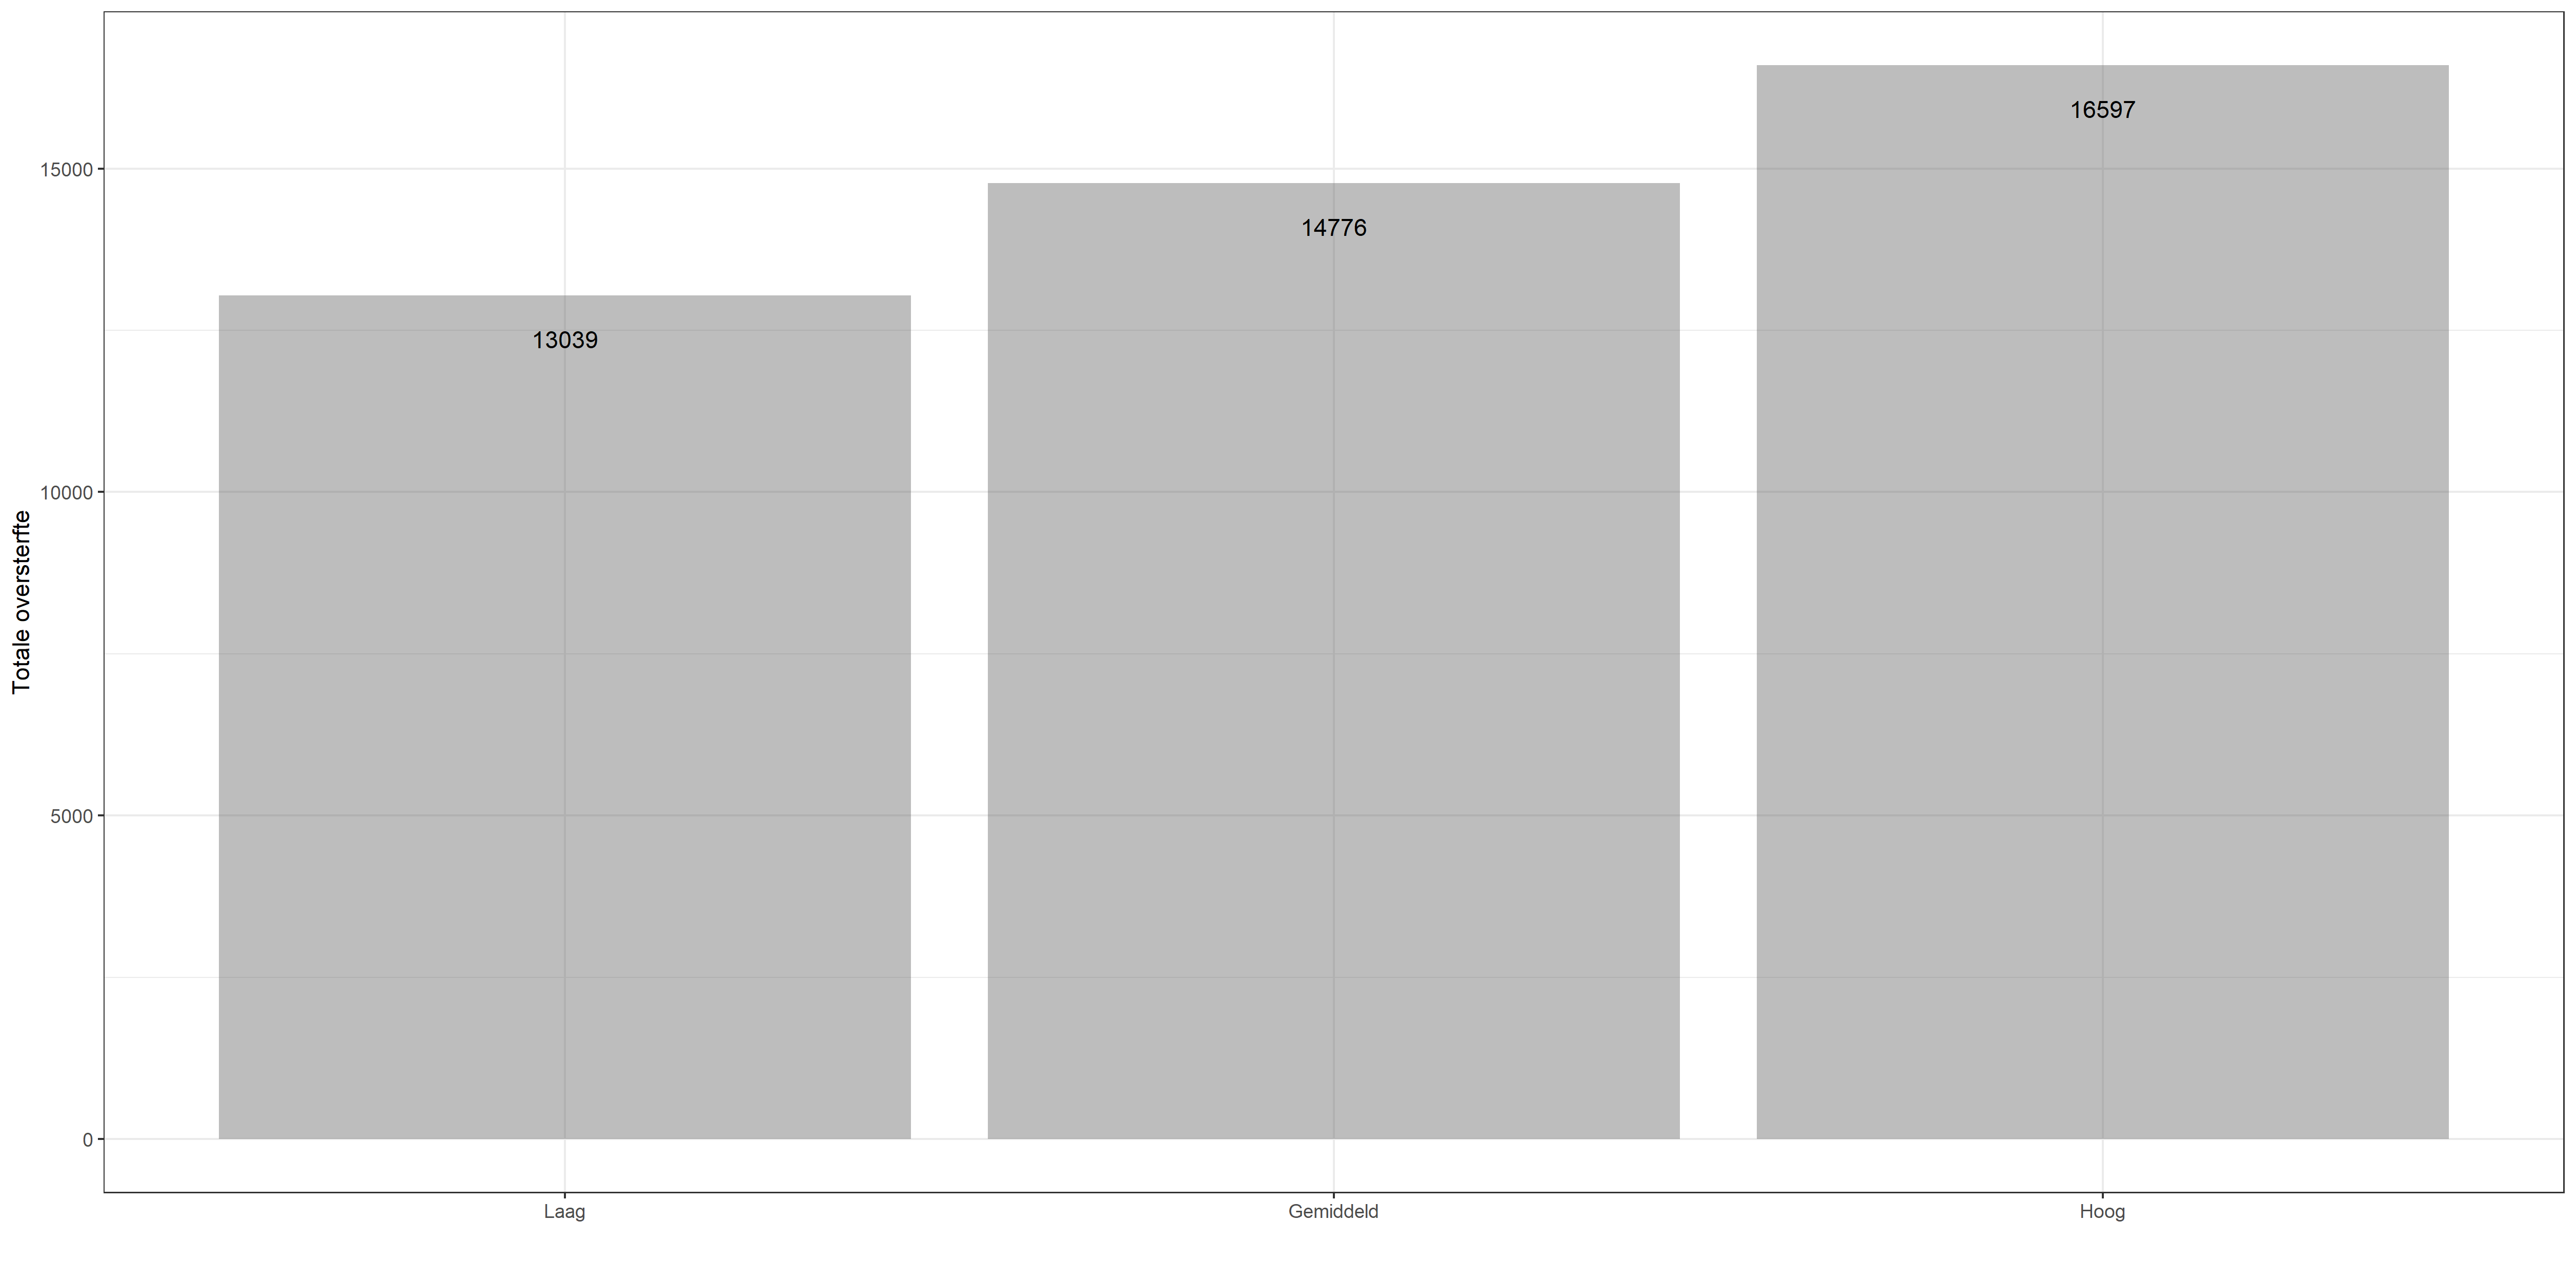 Totale oversterfte
15000
10000
5000
0
13039
14776
16597
Laag
Gemiddeld
Hoog